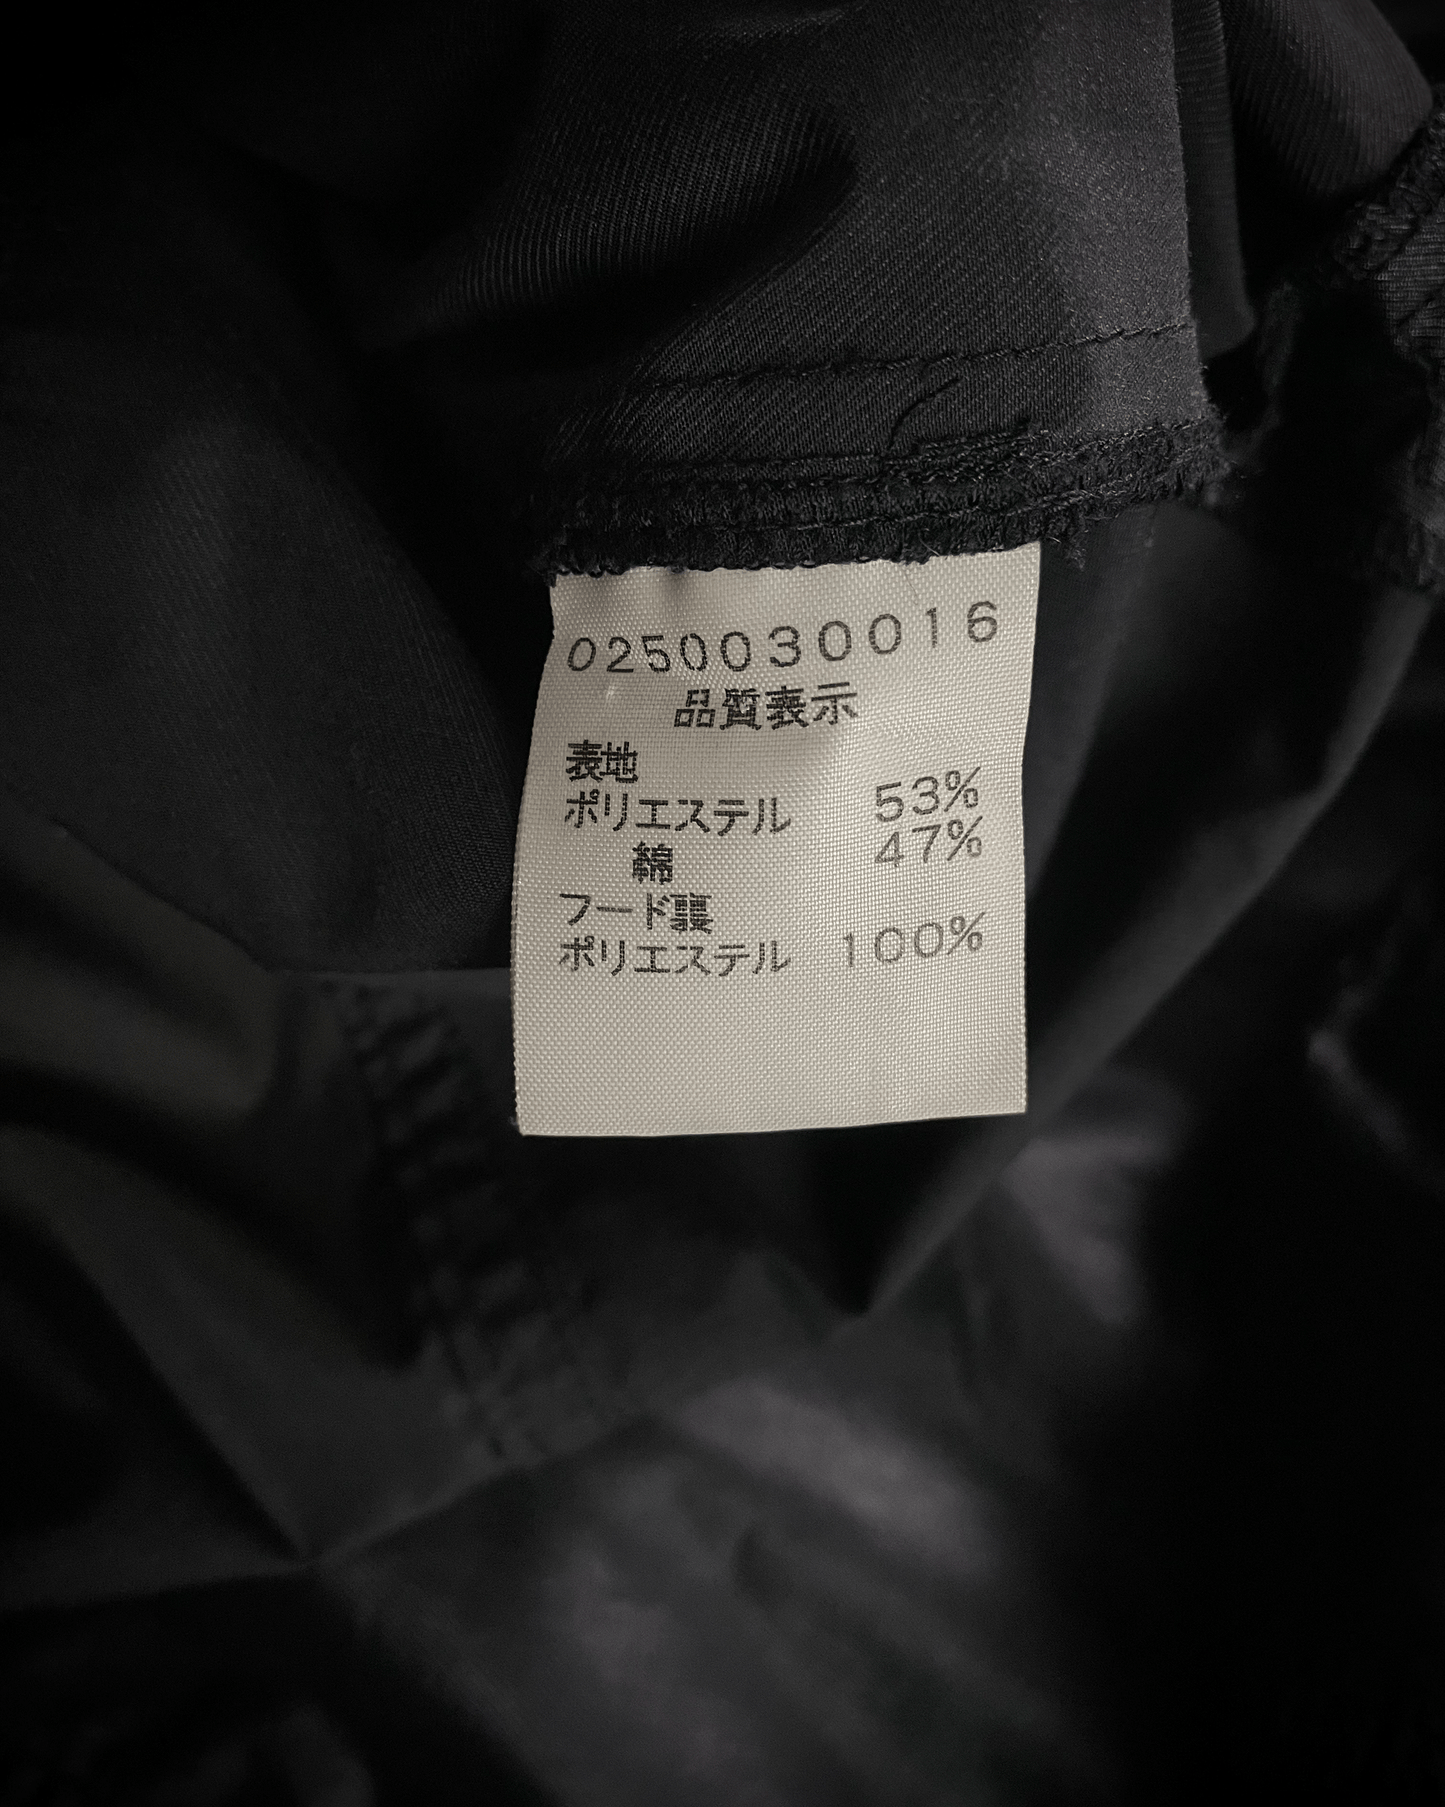 0250030016
品質表示
表地
ポリエステル 53%
綿 47%
フード裏
ポリエステル 100%